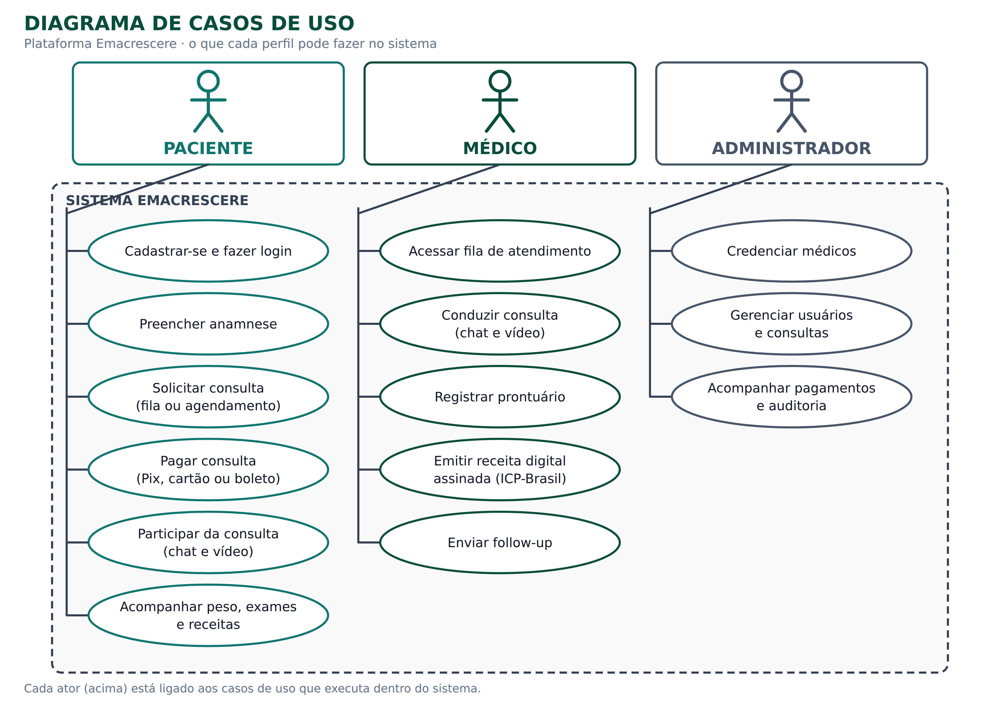 DIAGRAMA DE CASOS DE USO
Plataforma Emacrescere · o que cada perfil pode fazer no sistema
PACIENTE
MÉDICO
ADMINISTRADOR
SISTEMA EMACRESCERE
Cadastrar-se e fazer login
Preencher anamnese
Solicitar consulta
(fila ou agendamento)
Pagar consulta
(Pix, cartão ou boleto)
Participar da consulta
(chat e vídeo)
Acompanhar peso, exames
e receitas
Acessar fila de atendimento
Conduzir consulta
(chat e vídeo)
Registrar prontuário
Emitir receita digital
assinada (ICP-Brasil)
Enviar follow-up
Credenciar médicos
Gerenciar usuários
e consultas
Acompanhar pagamentos
e auditoria
Cada ator (acima) está ligado aos casos de uso que executa dentro do sistema.